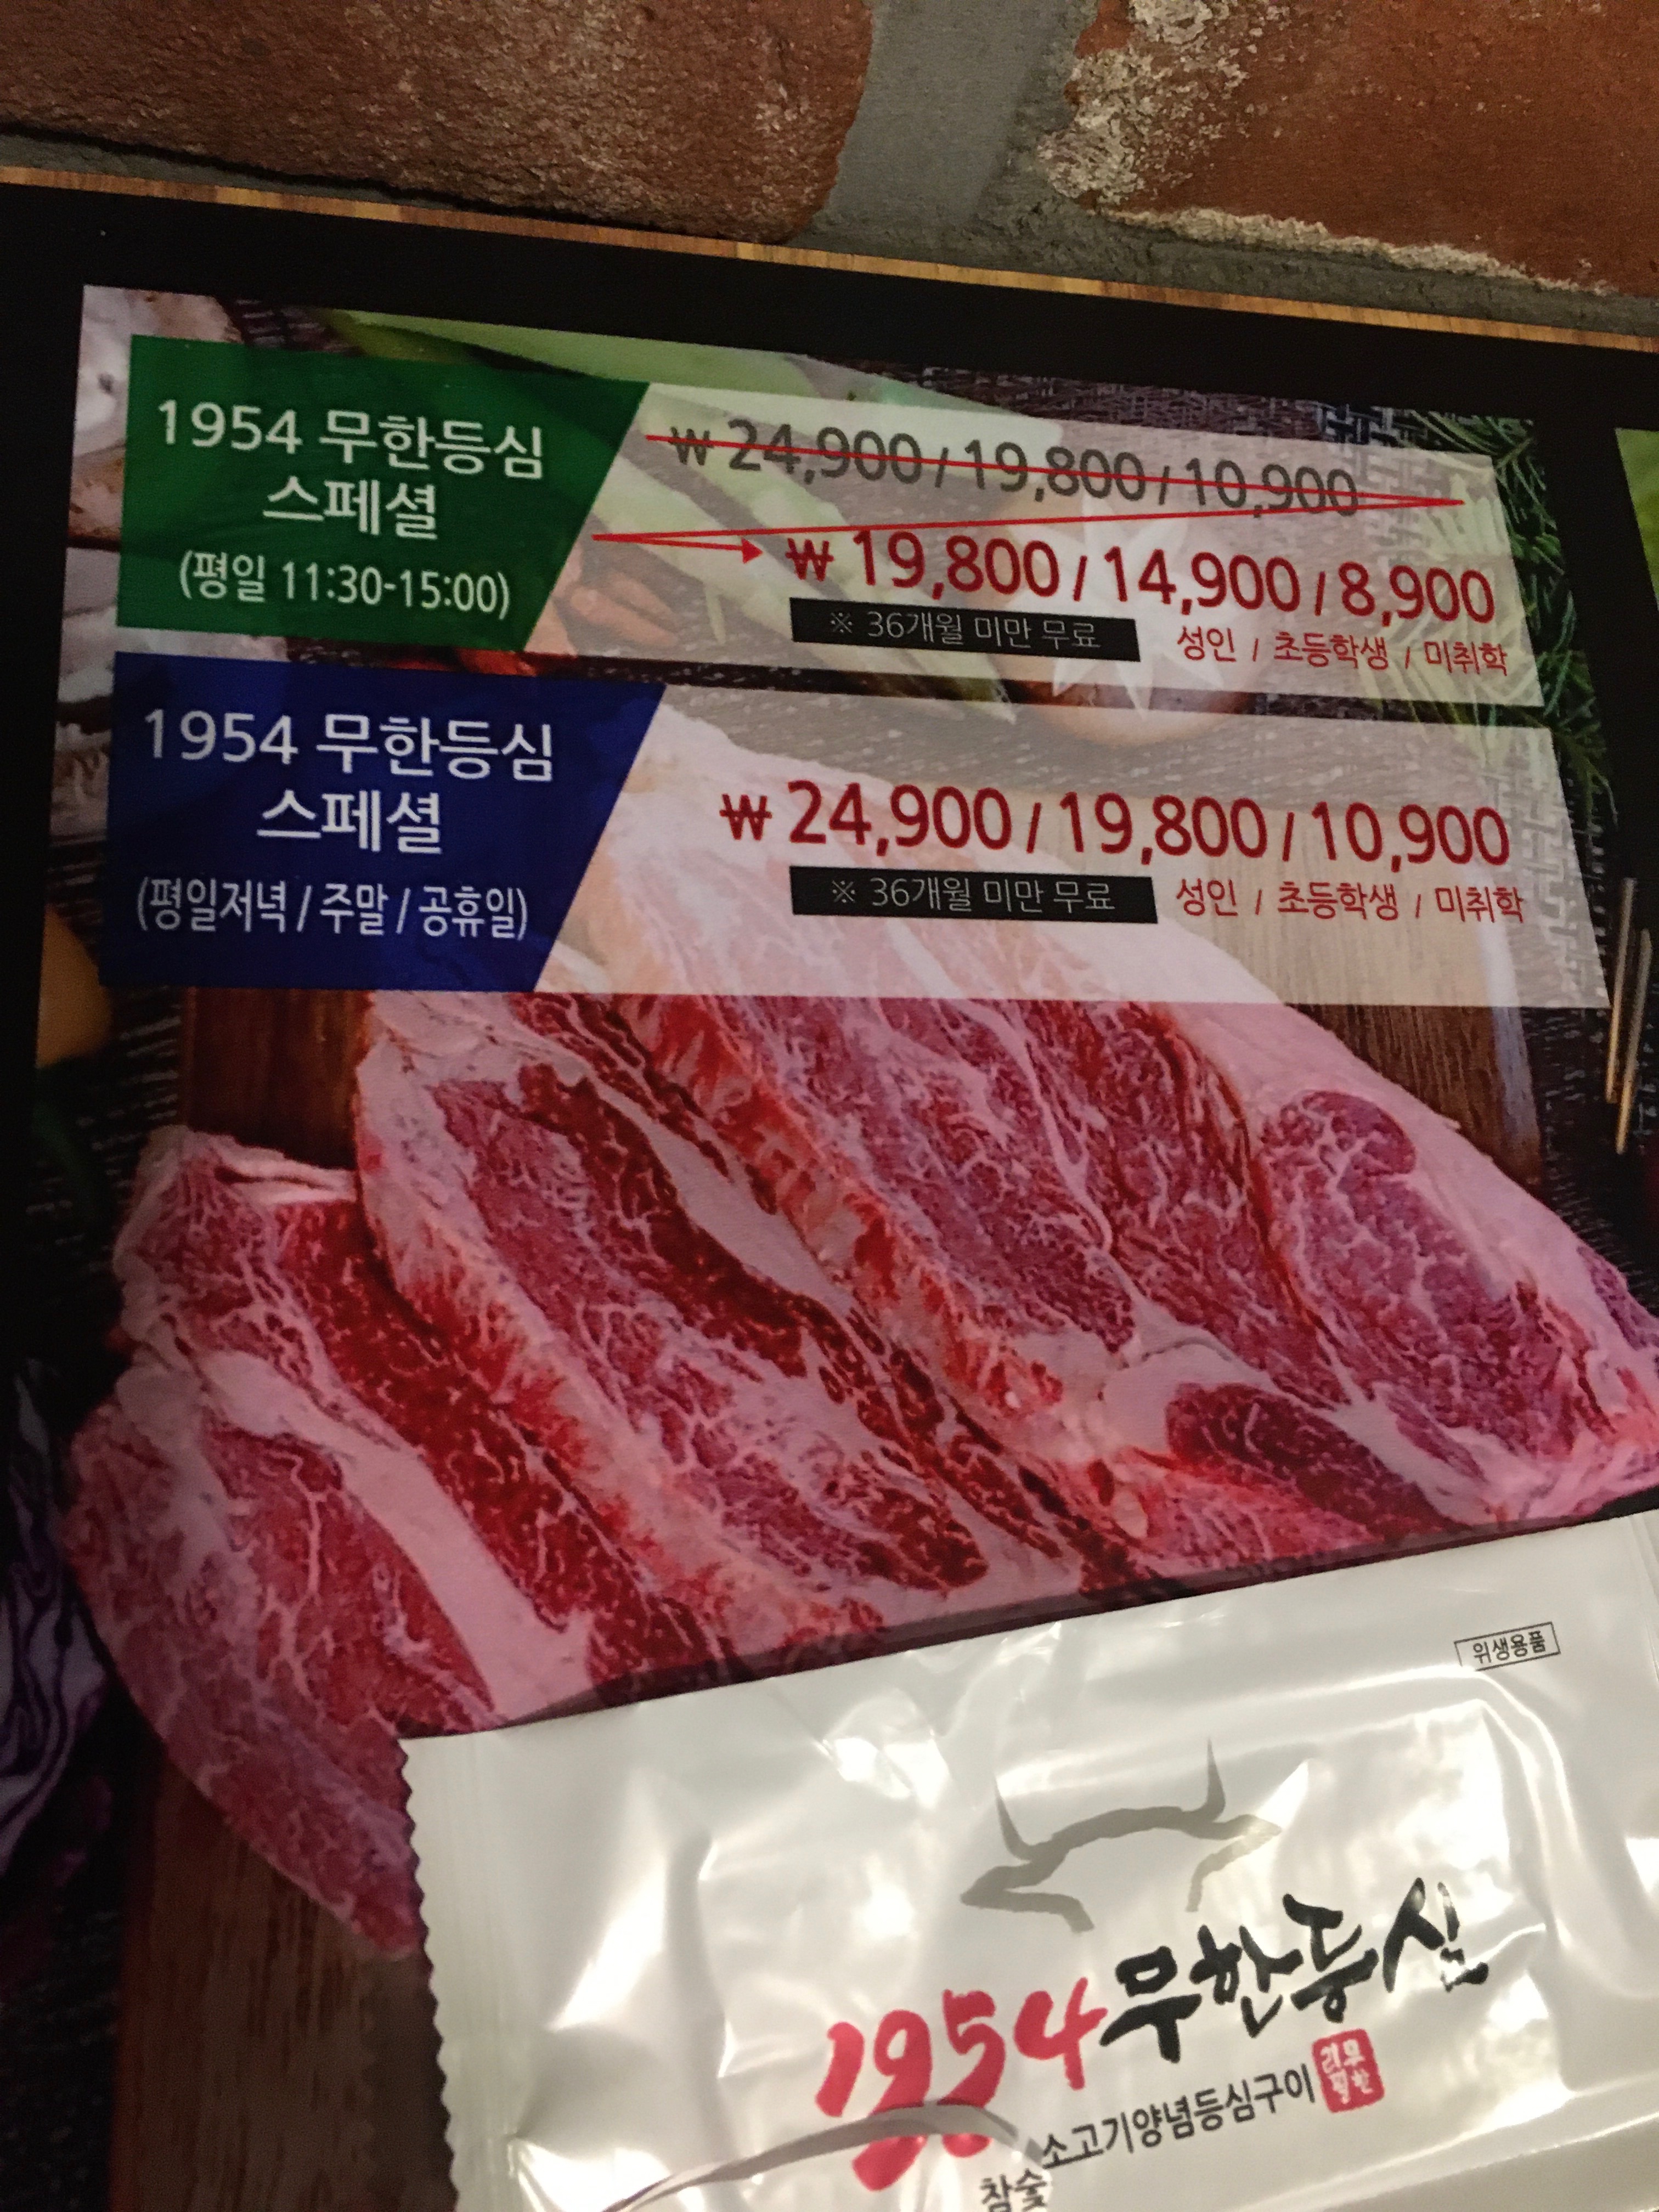 1954 무한등심
스페셜
(평일 11:30-15:00)
₩ 24,900 / 19,800 / 10,900
₩ 19,800 / 14,900 / 8,900
※ 36개월 미만 무료
성인 / 초등학생 / 미취학
1954 무한등심
스페셜
(평일저녁 / 주말 / 공휴일)
₩ 24,900 / 19,800 / 10,900
※ 36개월 미만 무료
성인 / 초등학생 / 미취학
위생용품
1954 무한등심
소고기양념등심구이
참숯